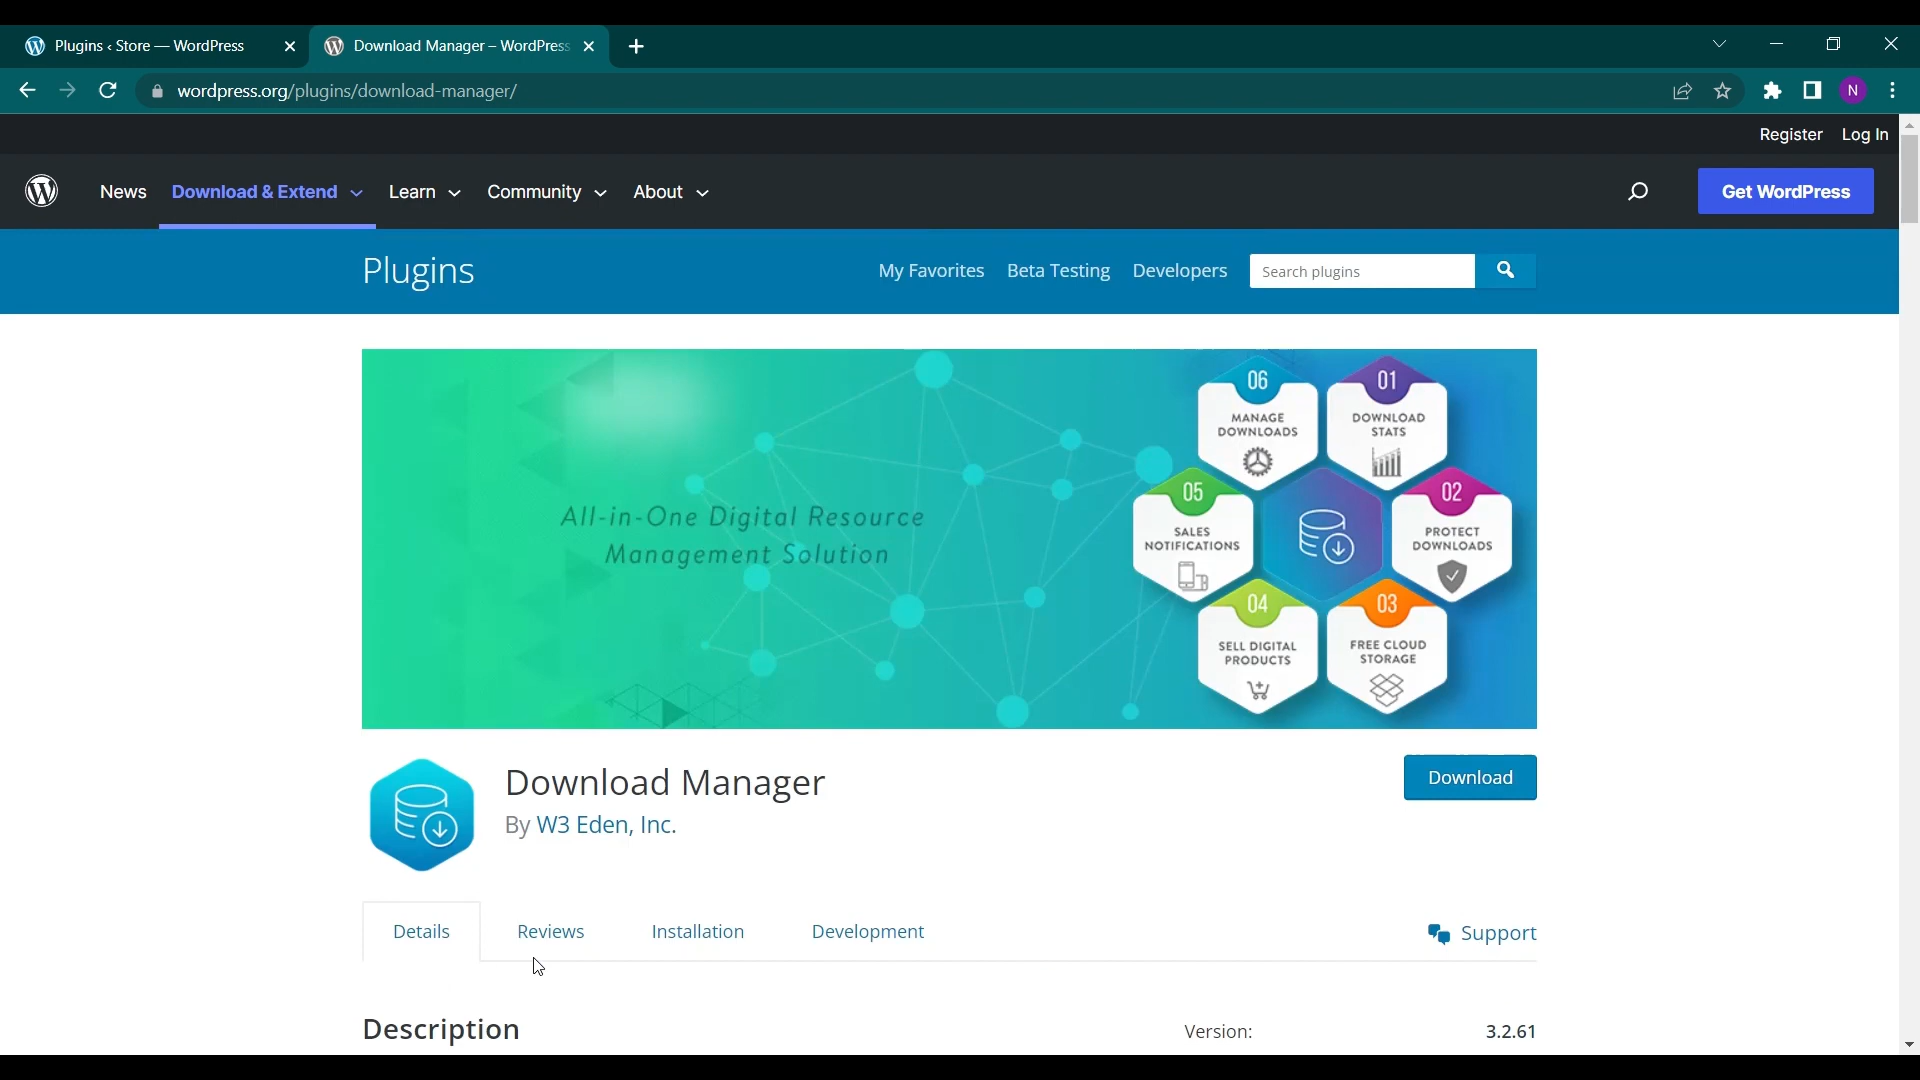 Plugins ‹ Store — WordPress
Download Manager – WordPress
wordpress.org/plugins/download-manager/
N
Register Log In
News Download & Extend Learn Community About
Get WordPress
Plugins
My Favorites Beta Testing Developers Search plugins
All-in-One Digital Resource
Management Solution
06
MANAGE
DOWNLOADS
01
DOWNLOAD
STATS
05
SALES
NOTIFICATIONS
02
PROTECT
DOWNLOADS
04
SELL DIGITAL
PRODUCTS
03
FREE CLOUD
STORAGE
Download Manager
By W3 Eden, Inc.
Download
Details Reviews Installation Development Support
Description
Version: 3.2.61